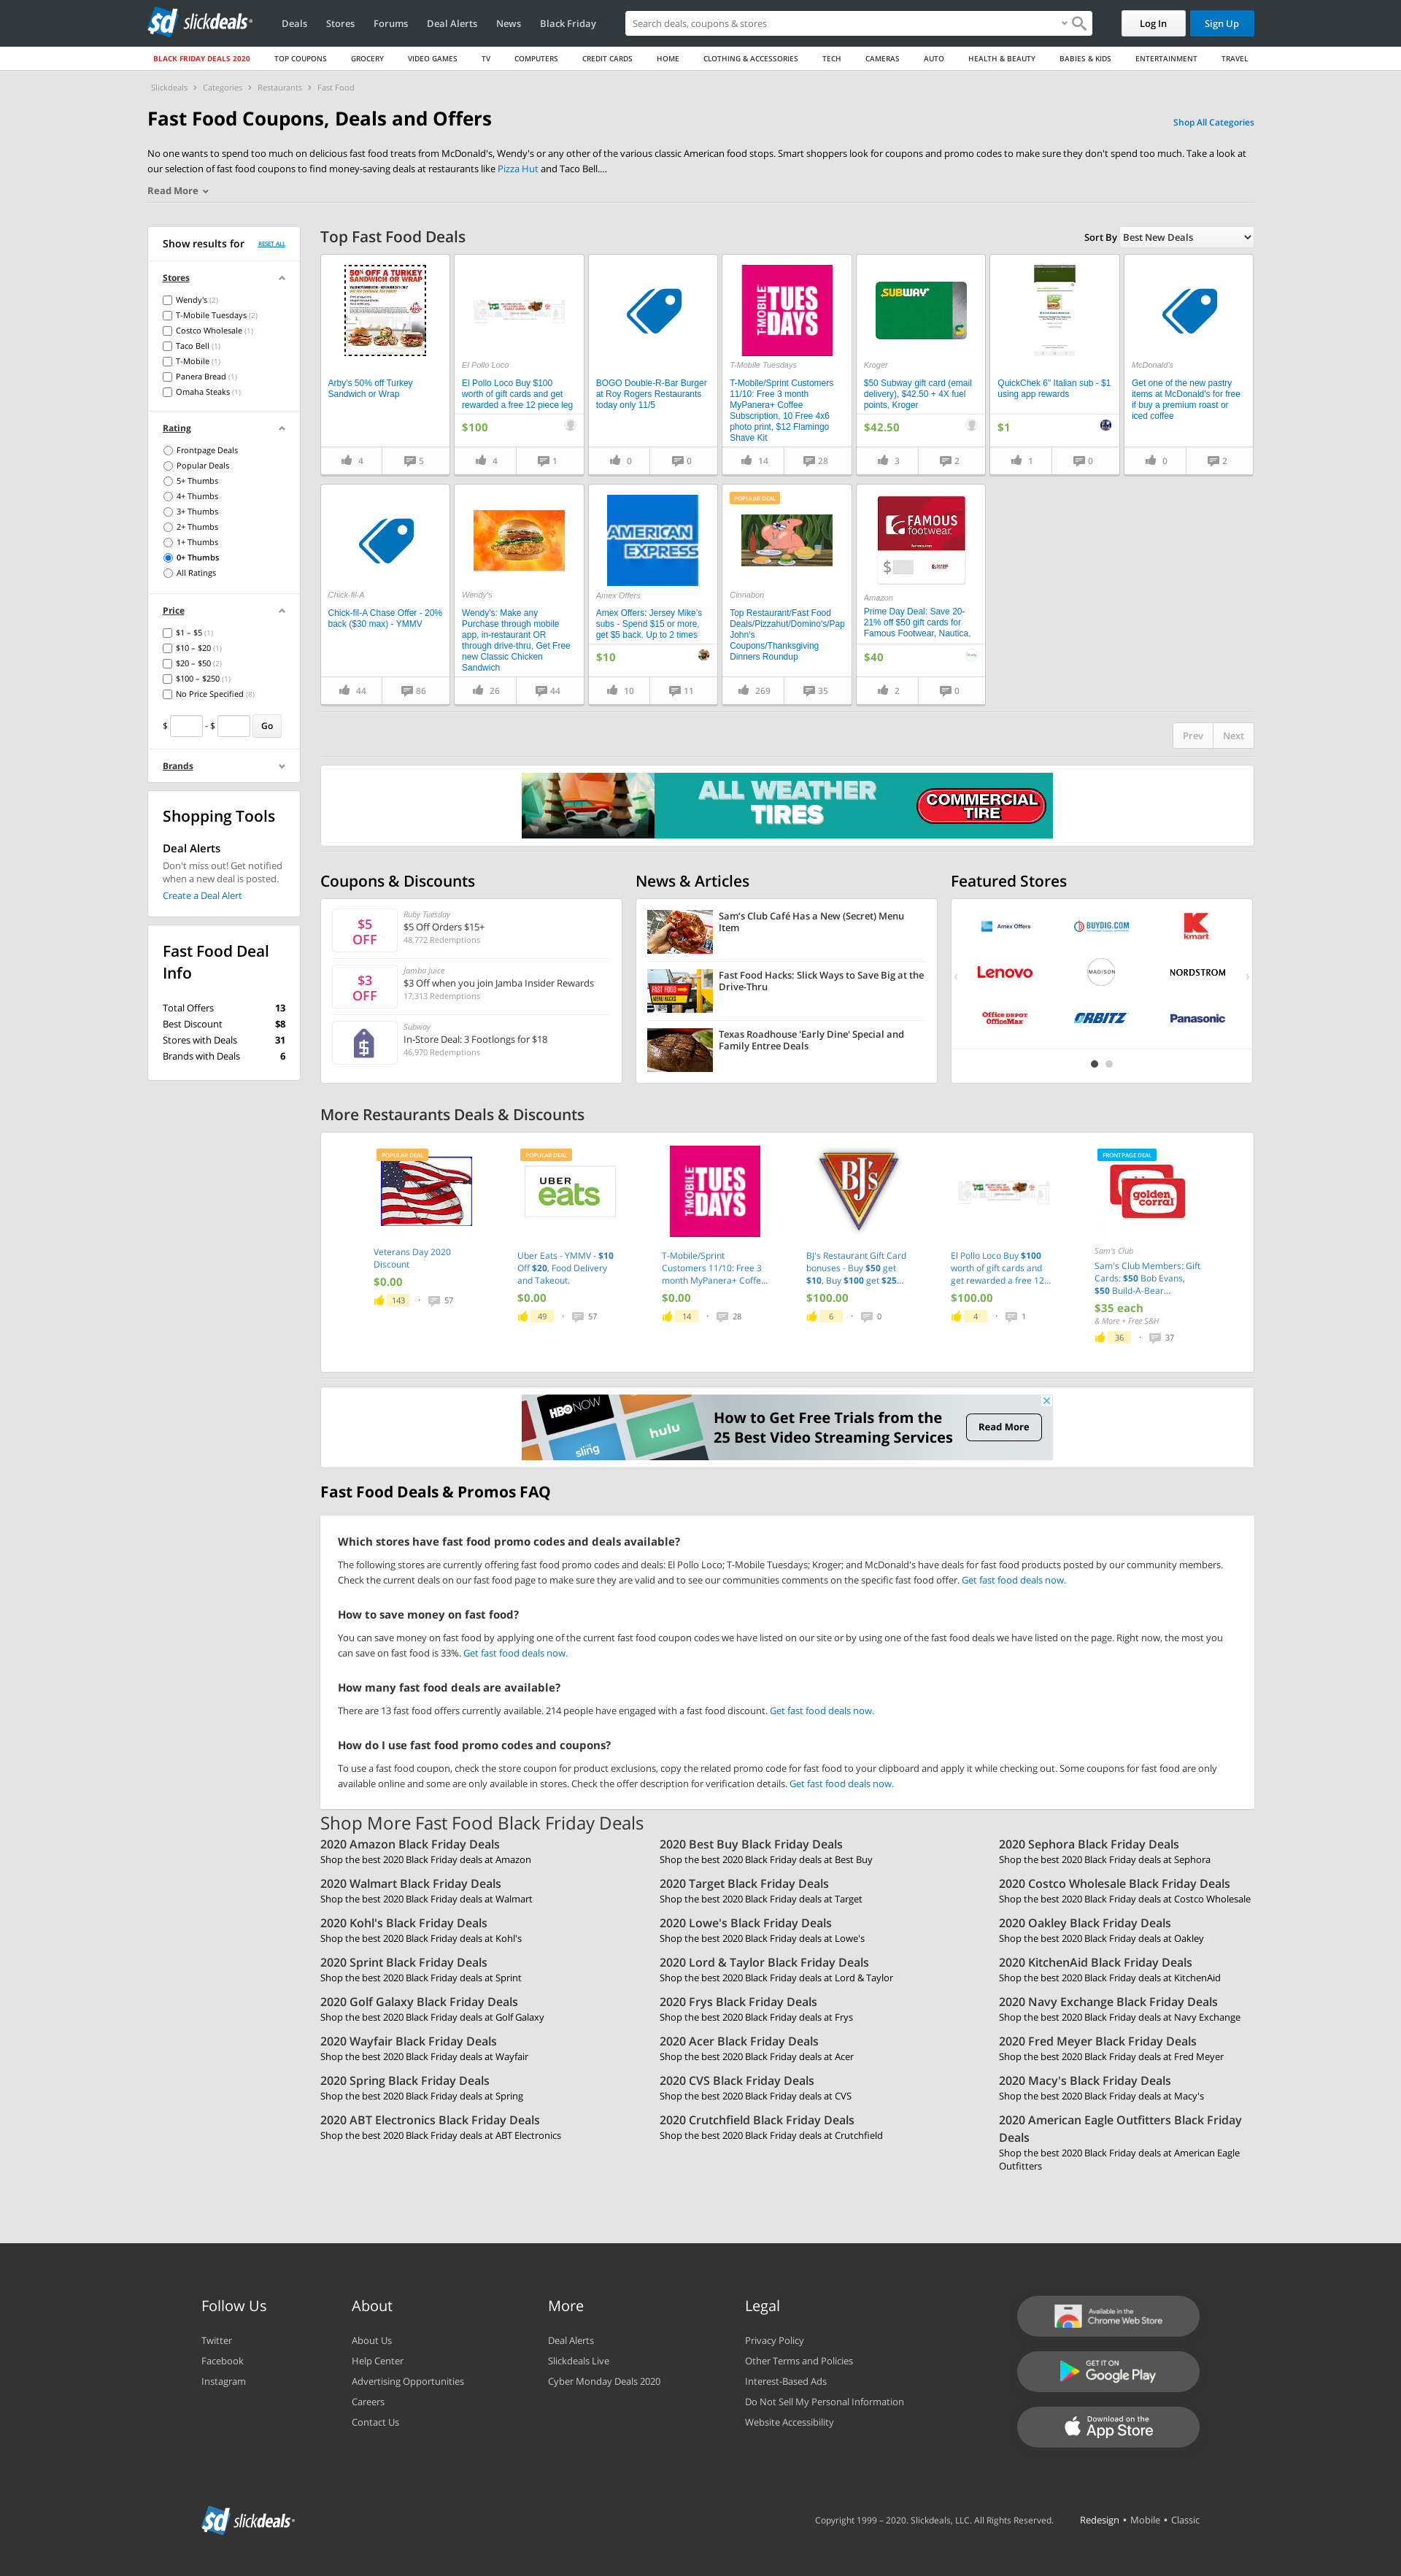 sd slickdeals
Deals Stores Forums Deal Alerts News Black Friday
Search deals, coupons & stores
Log In
Sign Up
BLACK FRIDAY DEALS 2020 TOP COUPONS GROCERY VIDEO GAMES TV COMPUTERS CREDIT CARDS HOME CLOTHING & ACCESSORIES TECH CAMERAS AUTO HEALTH & BEAUTY BABIES & KIDS ENTERTAINMENT TRAVEL
Slickdeals › Categories › Restaurants › Fast Food
Fast Food Coupons, Deals and Offers
Shop All Categories
No one wants to spend too much on delicious fast food treats from McDonald's, Wendy's or any other of the various classic American food stops. Smart shoppers look for coupons and promo codes to make sure they don't spend too much. Take a look at
our selection of fast food coupons to find money-saving deals at restaurants like Pizza Hut and Taco Bell....
Read More
Show results for RESET ALL
Stores
Wendy's (2)
T-Mobile Tuesdays (2)
Costco Wholesale (1)
Taco Bell (1)
T-Mobile (1)
Panera Bread (1)
Omaha Steaks (1)
Rating
Frontpage Deals
Popular Deals
5+ Thumbs
4+ Thumbs
3+ Thumbs
2+ Thumbs
1+ Thumbs
0+ Thumbs
All Ratings
Price
$1 – $5 (1)
$10 – $20 (1)
$20 – $50 (2)
$100 – $250 (1)
No Price Specified (8)
$ - $ Go
Brands
Shopping Tools
Deal Alerts
Don't miss out! Get notified
when a new deal is posted.
Create a Deal Alert
Fast Food Deal
Info
Total Offers 13
Best Discount $8
Stores with Deals 31
Brands with Deals 6
Top Fast Food Deals
Sort By Best New Deals
50% OFF A TURKEY
SANDWICH OR WRAP
Arby's 50% off Turkey
Sandwich or Wrap
4 5
El Pollo Loco
El Pollo Loco Buy $100
worth of gift cards and get
rewarded a free 12 piece leg
$100
4 1
BOGO Double-R-Bar Burger
at Roy Rogers Restaurants
today only 11/5
0 0
T-MOBILE
TUES
DAYS
T-Mobile Tuesdays
T-Mobile/Sprint Customers
11/10: Free 3 month
MyPanera+ Coffee
Subscription, 10 Free 4x6
photo print, $12 Flamingo
Shave Kit
14 28
SUBWAY
Kroger
$50 Subway gift card (email
delivery), $42.50 + 4X fuel
points, Kroger
$42.50
3 2
QuickChek 6" Italian sub - $1
using app rewards
$1
1 0
McDonald's
Get one of the new pastry
items at McDonald's for free
if buy a premium roast or
iced coffee
0 2
Chick-fil-A
Chick-fil-A Chase Offer - 20%
back ($30 max) - YMMV
44 86
Wendy's
Wendy's: Make any
Purchase through mobile
app, in-restaurant OR
through drive-thru, Get Free
new Classic Chicken
Sandwich
26 44
AMERICAN
EXPRESS
Amex Offers
Amex Offers: Jersey Mike's
subs - Spend $15 or more,
get $5 back. Up to 2 times
$10
10 11
POPULAR DEAL
Cinnabon
Top Restaurant/Fast Food
Deals/Pizzahut/Domino's/Pap
John's
Coupons/Thanksgiving
Dinners Roundup
269 35
FAMOUS
footwear
$
Amazon
Prime Day Deal: Save 20-
21% off $50 gift cards for
Famous Footwear, Nautica,
$40
2 0
Prev Next
ALL WEATHER
TIRES
COMMERCIAL
TIRE
Coupons & Discounts
$5
OFF
Ruby Tuesday
$5 Off Orders $15+
48,772 Redemptions
$3
OFF
Jamba Juice
$3 Off when you join Jamba Insider Rewards
17,313 Redemptions
$
Subway
In-Store Deal: 3 Footlongs for $18
46,970 Redemptions
News & Articles
Sam's Club Café Has a New (Secret) Menu
Item
FAST FOOD
MENU HACKS
Fast Food Hacks: Slick Ways to Save Big at the
Drive-Thru
Texas Roadhouse 'Early Dine' Special and
Family Entree Deals
Featured Stores
Amex Offers
BUYDIG.COM
K
kmart
Lenovo
MADISON
NORDSTROM
Office DEPOT
OfficeMax
ORBITZ
Panasonic
More Restaurants Deals & Discounts
POPULAR DEAL
Veterans Day 2020
Discount
$0.00
143 · 57
POPULAR DEAL
UBER
eats
Uber Eats - YMMV - $10
Off $20, Food Delivery
and Takeout.
$0.00
49 · 57
T-MOBILE
TUES
DAYS
T-Mobile/Sprint
Customers 11/10: Free 3
month MyPanera+ Coffe...
$0.00
14 · 28
BJ's
BJ's Restaurant Gift Card
bonuses - Buy $50 get
$10, Buy $100 get $25...
$100.00
6 · 0
El Pollo Loco Buy $100
worth of gift cards and
get rewarded a free 12...
$100.00
4 · 1
FRONTPAGE DEAL
golden
corral
Sam's Club
Sam's Club Members: Gift
Cards: $50 Bob Evans,
$50 Build-A-Bear...
$35 each
& More + Free S&H
36 · 37
HBO NOW
sling
hulu
How to Get Free Trials from the
25 Best Video Streaming Services
Read More
Fast Food Deals & Promos FAQ
Which stores have fast food promo codes and deals available?
The following stores are currently offering fast food promo codes and deals: El Pollo Loco; T-Mobile Tuesdays; Kroger; and McDonald's have deals for fast food products posted by our community members.
Check the current deals on our fast food page to make sure they are valid and to see our communities comments on the specific fast food offer. Get fast food deals now.
How to save money on fast food?
You can save money on fast food by applying one of the current fast food coupon codes we have listed on our site or by using one of the fast food deals we have listed on the page. Right now, the most you
can save on fast food is 33%. Get fast food deals now.
How many fast food deals are available?
There are 13 fast food offers currently available. 214 people have engaged with a fast food discount. Get fast food deals now.
How do I use fast food promo codes and coupons?
To use a fast food coupon, check the store coupon for product exclusions, copy the related promo code for fast food to your clipboard and apply it while checking out. Some coupons for fast food are only
available online and some are only available in stores. Check the offer description for verification details. Get fast food deals now.
Shop More Fast Food Black Friday Deals
2020 Amazon Black Friday Deals
Shop the best 2020 Black Friday deals at Amazon
2020 Best Buy Black Friday Deals
Shop the best 2020 Black Friday deals at Best Buy
2020 Sephora Black Friday Deals
Shop the best 2020 Black Friday deals at Sephora
2020 Walmart Black Friday Deals
Shop the best 2020 Black Friday deals at Walmart
2020 Target Black Friday Deals
Shop the best 2020 Black Friday deals at Target
2020 Costco Wholesale Black Friday Deals
Shop the best 2020 Black Friday deals at Costco Wholesale
2020 Kohl's Black Friday Deals
Shop the best 2020 Black Friday deals at Kohl's
2020 Lowe's Black Friday Deals
Shop the best 2020 Black Friday deals at Lowe's
2020 Oakley Black Friday Deals
Shop the best 2020 Black Friday deals at Oakley
2020 Sprint Black Friday Deals
Shop the best 2020 Black Friday deals at Sprint
2020 Lord & Taylor Black Friday Deals
Shop the best 2020 Black Friday deals at Lord & Taylor
2020 KitchenAid Black Friday Deals
Shop the best 2020 Black Friday deals at KitchenAid
2020 Golf Galaxy Black Friday Deals
Shop the best 2020 Black Friday deals at Golf Galaxy
2020 Frys Black Friday Deals
Shop the best 2020 Black Friday deals at Frys
2020 Navy Exchange Black Friday Deals
Shop the best 2020 Black Friday deals at Navy Exchange
2020 Wayfair Black Friday Deals
Shop the best 2020 Black Friday deals at Wayfair
2020 Acer Black Friday Deals
Shop the best 2020 Black Friday deals at Acer
2020 Fred Meyer Black Friday Deals
Shop the best 2020 Black Friday deals at Fred Meyer
2020 Spring Black Friday Deals
Shop the best 2020 Black Friday deals at Spring
2020 CVS Black Friday Deals
Shop the best 2020 Black Friday deals at CVS
2020 Macy's Black Friday Deals
Shop the best 2020 Black Friday deals at Macy's
2020 ABT Electronics Black Friday Deals
Shop the best 2020 Black Friday deals at ABT Electronics
2020 Crutchfield Black Friday Deals
Shop the best 2020 Black Friday deals at Crutchfield
2020 American Eagle Outfitters Black Friday
Deals
Shop the best 2020 Black Friday deals at American Eagle
Outfitters
Follow Us
Twitter
Facebook
Instagram
About
About Us
Help Center
Advertising Opportunities
Careers
Contact Us
More
Deal Alerts
Slickdeals Live
Cyber Monday Deals 2020
Legal
Privacy Policy
Other Terms and Policies
Interest-Based Ads
Do Not Sell My Personal Information
Website Accessibility
Available in the
Chrome Web Store
GET IT ON
Google Play
Download on the
App Store
sd slickdeals
Copyright 1999 – 2020. Slickdeals, LLC. All Rights Reserved.
Redesign • Mobile • Classic